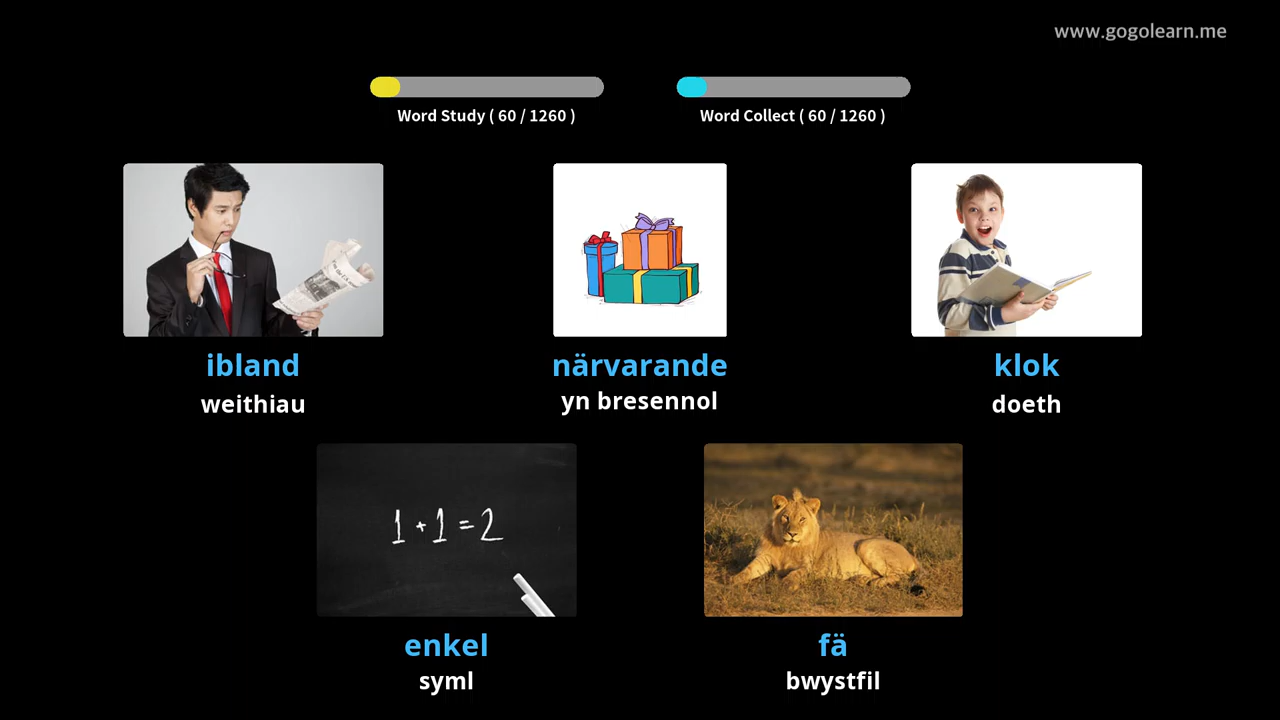 www.gogolearn.me
Word Study ( 60 / 1260 )
Word Collect ( 60 / 1260 )
ibland
weithiau
närvarande
yn bresennol
klok
doeth
1 + 1 = 2
enkel
syml
fä
bwystfil